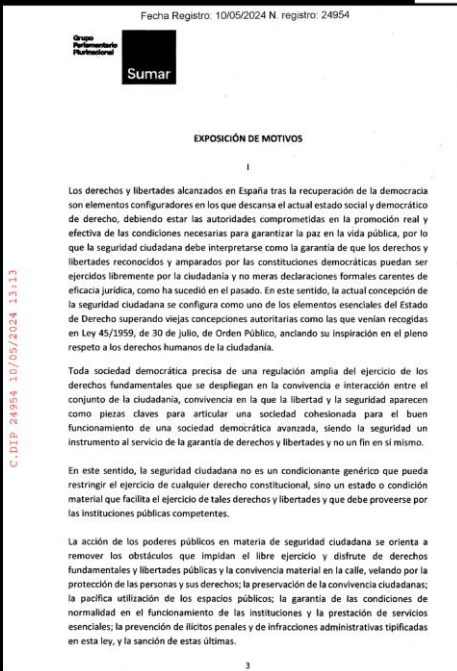 Fecha Registro: 10/05/2024 N. registro: 24954
Grupo
Parlamentario
Plurinacional
Sumar
EXPOSICIÓN DE MOTIVOS
I
Los derechos y libertades alcanzados en España tras la recuperación de la democracia
son elementos configuradores en los que descansa el actual estado social y democrático
de derecho, debiendo estar las autoridades comprometidas en la promoción real y
efectiva de las condiciones necesarias para garantizar la paz en la vida pública, por lo
que la seguridad ciudadana debe interpretarse como la garantía de que los derechos y
libertades reconocidos y amparados por las constituciones democráticas puedan ser
ejercidos libremente por la ciudadanía y no meras declaraciones formales carentes de
eficacia jurídica, como ha sucedido en el pasado. En este sentido, la actual concepción de
la seguridad ciudadana se configura como uno de los elementos esenciales del Estado
de Derecho superando viejas concepciones autoritarias como las que venían recogidas
en Ley 45/1959, de 30 de julio, de Orden Público, anclando su inspiración en el pleno
respeto a los derechos humanos de la ciudadanía.
Toda sociedad democrática precisa de una regulación amplia del ejercicio de los
derechos fundamentales que se despliegan en la convivencia e interacción entre el
conjunto de la ciudadanía, convivencia en la que la libertad y la seguridad aparecen
como piezas claves para articular una sociedad cohesionada para el buen
funcionamiento de una sociedad democrática avanzada, siendo la seguridad un
instrumento al servicio de la garantía de derechos y libertades y no un fin en sí mismo.
En este sentido, la seguridad ciudadana no es un condicionante genérico que pueda
restringir el ejercicio de cualquier derecho constitucional, sino un estado o condición
material que facilita el ejercicio de tales derechos y libertades y que debe proveerse por
las instituciones públicas competentes.
La acción de los poderes públicos en materia de seguridad ciudadana se orienta a
remover los obstáculos que impidan el libre ejercicio y disfrute de derechos
fundamentales y libertades públicas y la convivencia material en la calle, velando por la
protección de las personas y sus derechos; la preservación de la convivencia ciudadanas;
la pacífica utilización de los espacios públicos; la garantía de las condiciones de
normalidad en el funcionamiento de las instituciones y la prestación de servicios
esenciales; la prevención de ilícitos penales y de infracciones administrativas tipificadas
en esta ley, y la sanción de estas últimas.
3
C.DIP 24954 10/05/2024 13:13